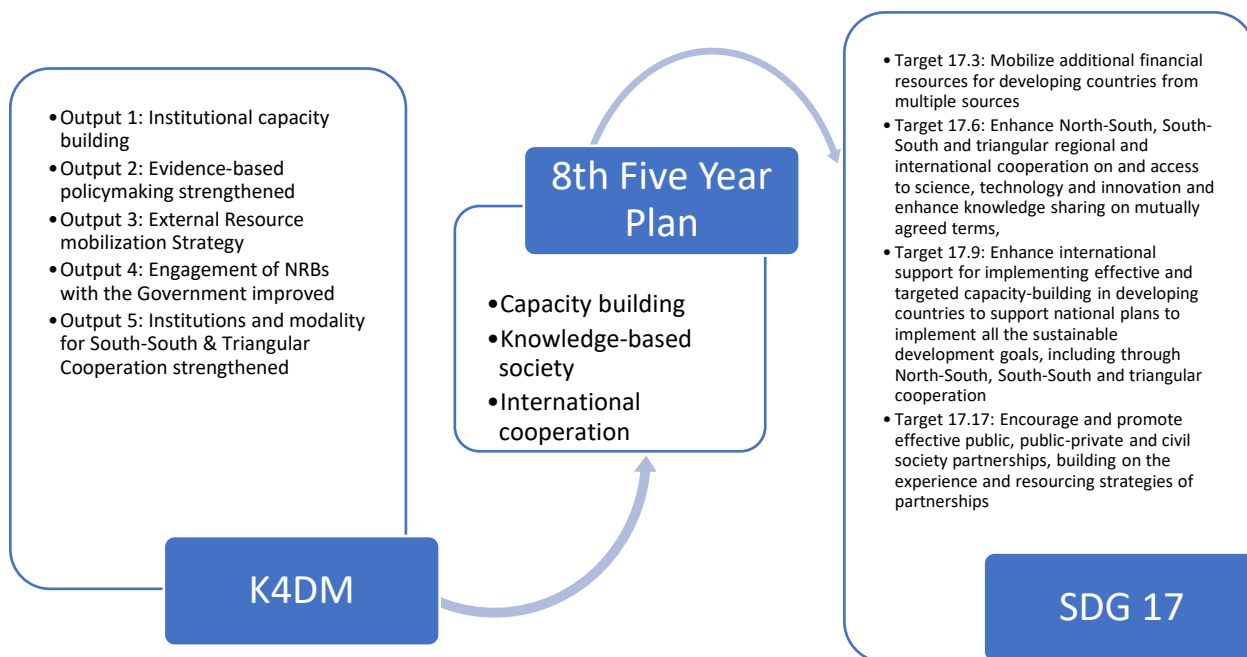 •Output 1: Institutional capacity
building
•Output 2: Evidence-based
policymaking strengthened
•Output 3: External Resource
mobilization Strategy
•Output 4: Engagement of NRBs
with the Government improved
•Output 5: Institutions and modality
for South-South & Triangular
Cooperation strengthened
K4DM
8th Five Year
Plan
•Capacity building
•Knowledge-based
society
•International
cooperation
•Target 17.3: Mobilize additional financial
resources for developing countries from
multiple sources
•Target 17.6: Enhance North-South, South-
South and triangular regional and
international cooperation on and access
to science, technology and innovation and
enhance knowledge sharing on mutually
agreed terms,
•Target 17.9: Enhance international
support for implementing effective and
targeted capacity-building in developing
countries to support national plans to
implement all the sustainable
development goals, including through
North-South, South-South and triangular
cooperation
•Target 17.17: Encourage and promote
effective public, public-private and civil
society partnerships, building on the
experience and resourcing strategies of
partnerships
SDG 17